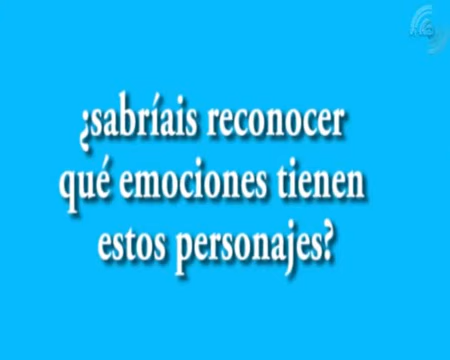 ¿sabríais reconocer
qué emociones tienen
estos personajes?